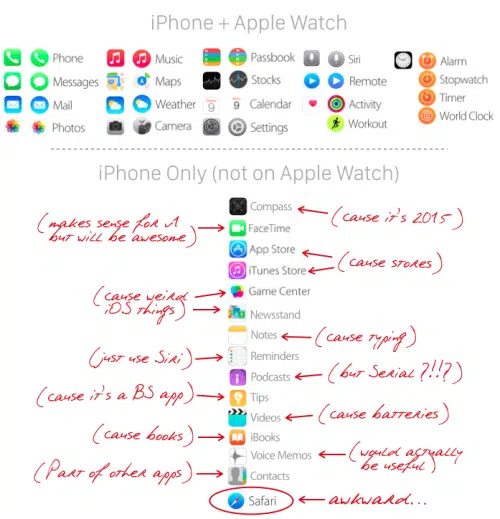 iPhone + Apple Watch
Phone Music Passbook Siri Alarm
Messages Maps Stocks Remote Stopwatch
Mail Weather 9 9 Calendar Activity Timer
Photos Camera Settings Workout World Clock
iPhone Only (not on Apple Watch)
Compass (cause it's 2015)
(makes sense for v1
but will be awesome) FaceTime
App Store
iTunes Store (cause stores)
(cause weird
iOS things) Game Center
Newsstand
Notes (cause typing)
(just use Siri) Reminders
Podcasts (but Serial?!!?)
(cause it's a BS app) Tips
Videos (cause batteries)
(cause books) iBooks
Voice Memos (would actually
be useful)
(Part of other apps) Contacts
Safari awkward...